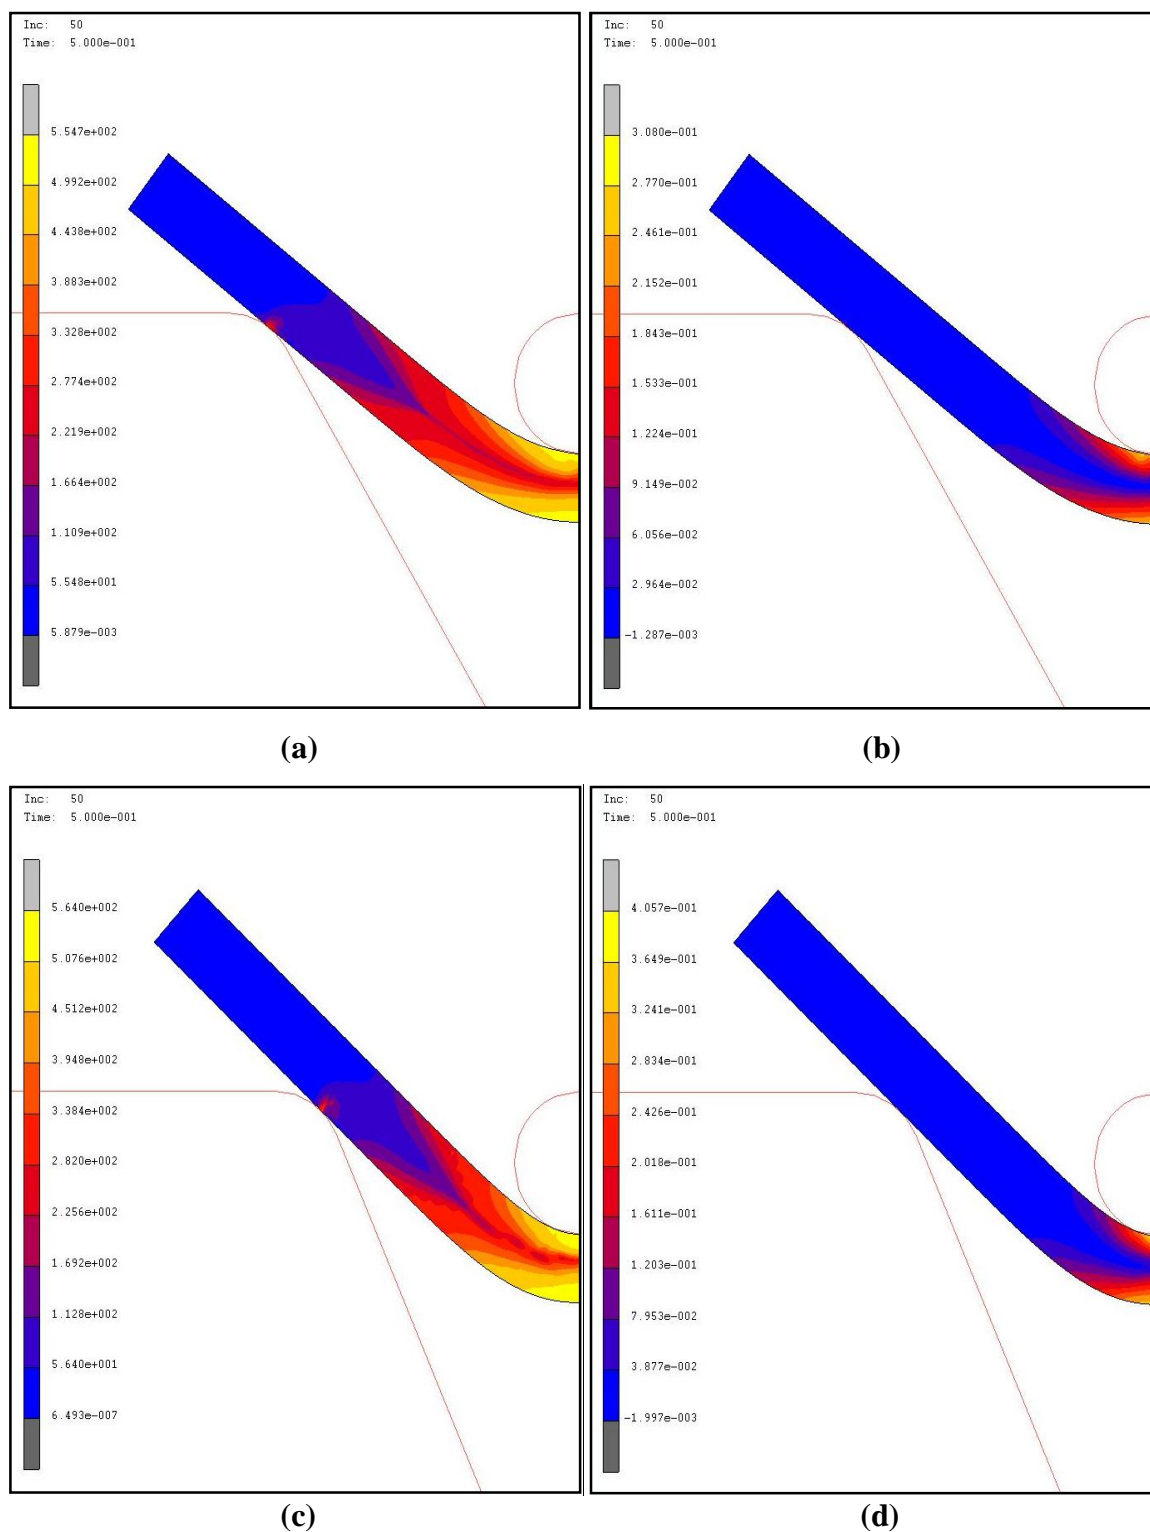 Inc: 50
Time: 5.000e-001
5.547e+002
4.992e+002
4.438e+002
3.883e+002
3.328e+002
2.774e+002
2.219e+002
1.664e+002
1.109e+002
5.548e+001
5.879e-003
(a)
Inc: 50
Time: 5.000e-001
3.080e-001
2.770e-001
2.461e-001
2.152e-001
1.843e-001
1.533e-001
1.224e-001
9.149e-002
6.056e-002
2.964e-002
-1.287e-003
(b)
Inc: 50
Time: 5.000e-001
5.640e+002
5.076e+002
4.512e+002
3.948e+002
3.384e+002
2.820e+002
2.256e+002
1.692e+002
1.128e+002
5.640e+001
6.493e-007
(c)
Inc: 50
Time: 5.000e-001
4.057e-001
3.649e-001
3.241e-001
2.834e-001
2.426e-001
2.018e-001
1.611e-001
1.203e-001
7.953e-002
3.877e-002
-1.997e-003
(d)